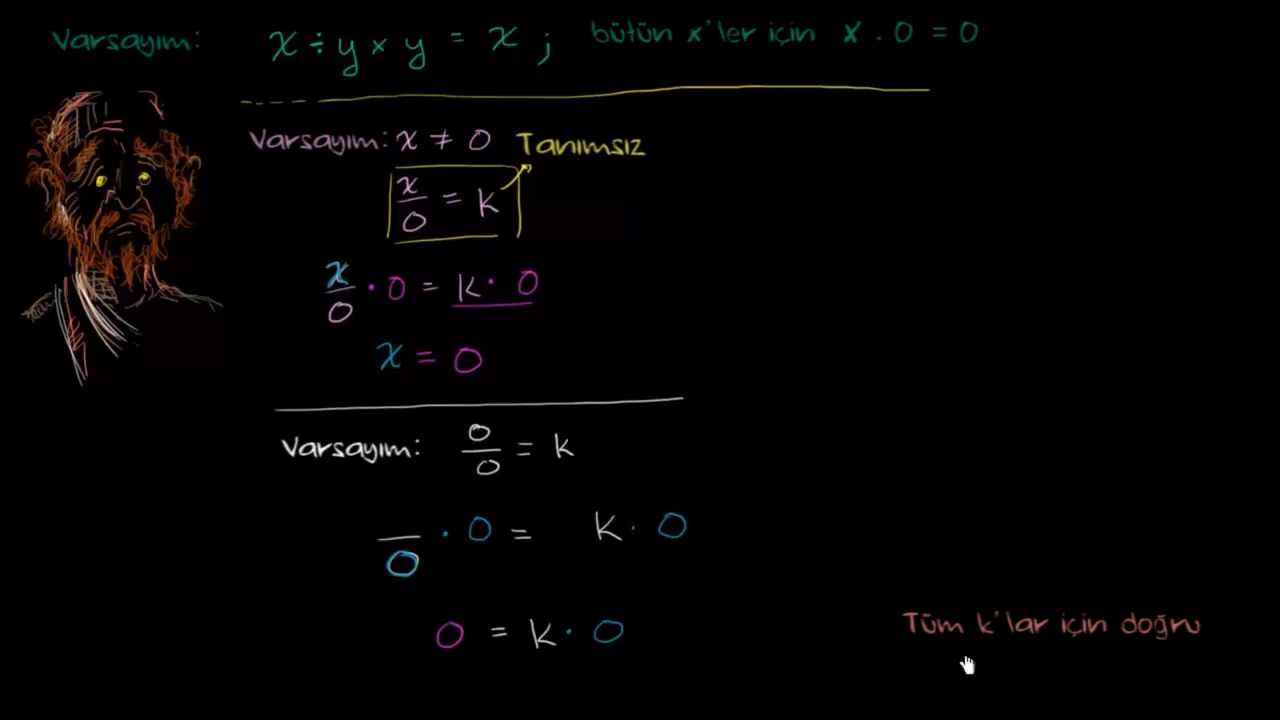 Varsayım: x ÷ y × y = x ; bütün x'ler için x . 0 = 0
Varsayım: x ≠ 0 Tanımsız
x/0 = k
x/0 · 0 = k · 0
x = 0
Varsayım: 0/0 = k
/0 · 0 = k · 0
0 = k · 0
Tüm k'lar için doğru